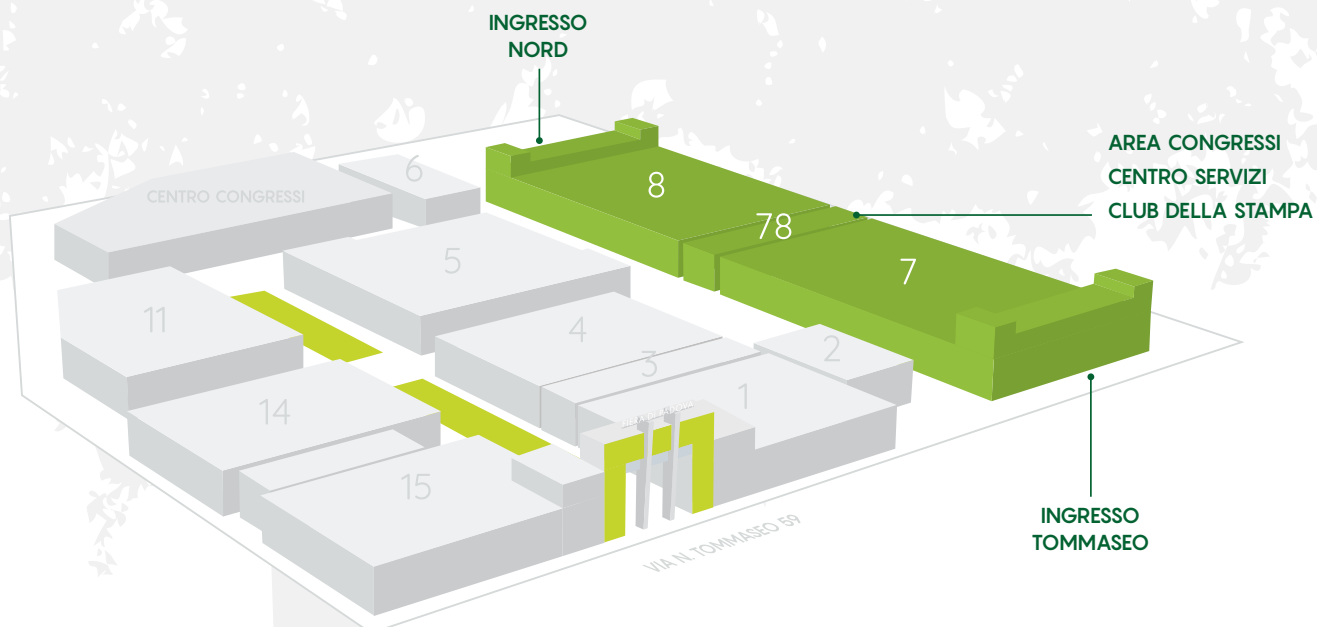 INGRESSO
NORD
AREA CONGRESSI
CENTRO SERVIZI
CLUB DELLA STAMPA
6
CENTRO CONGRESSI
8
78
5
7
11
4
3
2
1
14
15
INGRESSO
TOMMASEO
VIA N. TOMMASEO 59